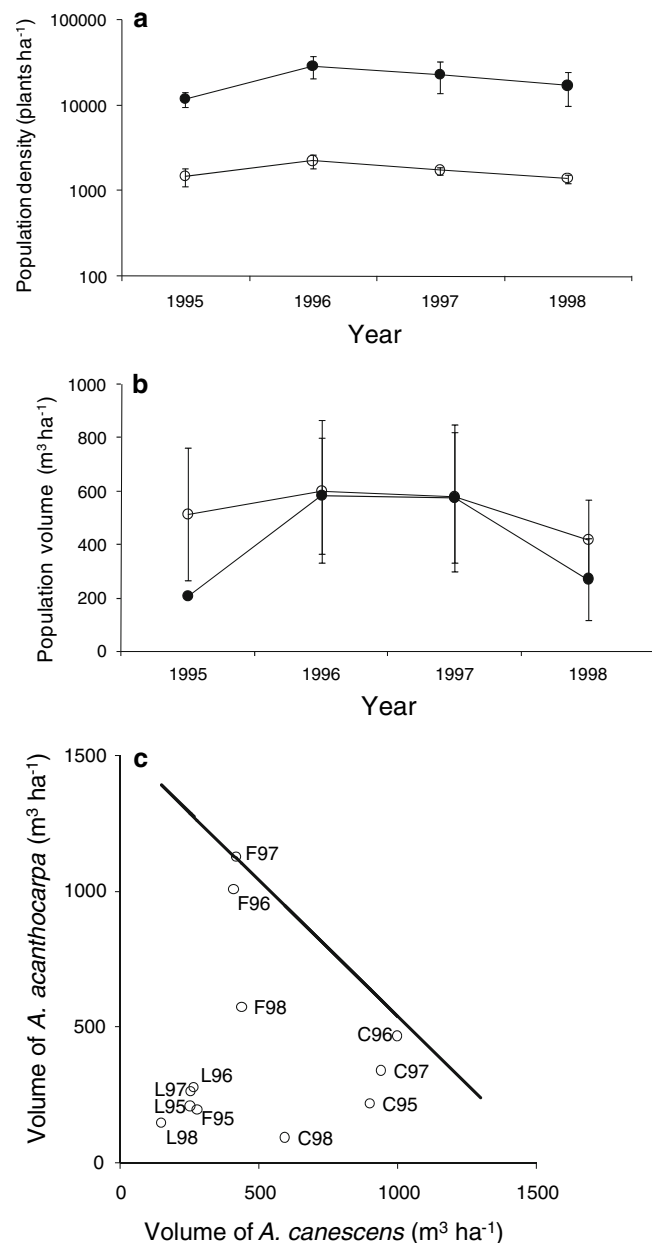 a
Population density (plants ha-1)
100000
10000
1000
100
1995 1996 1997 1998
Year
b
Population volume (m3 ha-1)
1000
800
600
400
200
0
1995 1996 1997 1998
Year
c
Volume of A. acanthocarpa (m3 ha-1)
1500
1000
500
0
F97
F96
F98
C96
L96
C97
L97
L95
C95
F95
L98
C98
0 500 1000 1500
Volume of A. canescens (m3 ha-1)